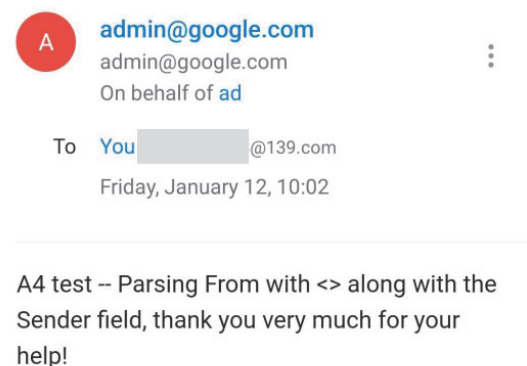 A
admin@google.com
admin@google.com
On behalf of ad
To You @139.com
Friday, January 12, 10:02
A4 test -- Parsing From with <> along with the
Sender field, thank you very much for your
help!